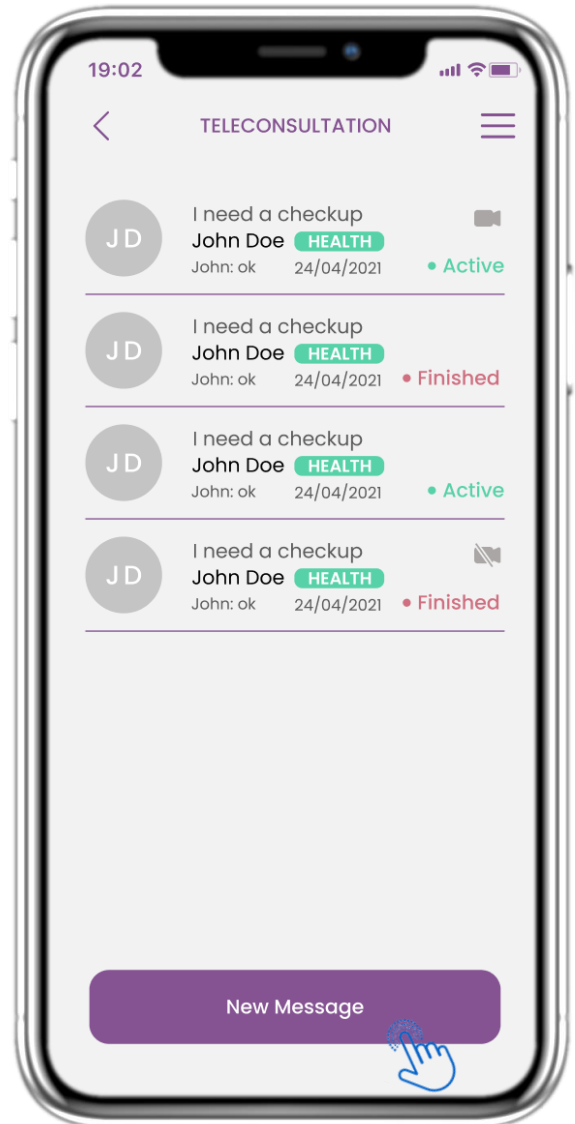 19:02
TELECONSULTATION
JD
I need a checkup
John Doe HEALTH
John: ok 24/04/2021 • Active
JD
I need a checkup
John Doe HEALTH
John: ok 24/04/2021 • Finished
JD
I need a checkup
John Doe HEALTH
John: ok 24/04/2021 • Active
JD
I need a checkup
John Doe HEALTH
John: ok 24/04/2021 • Finished
New Message